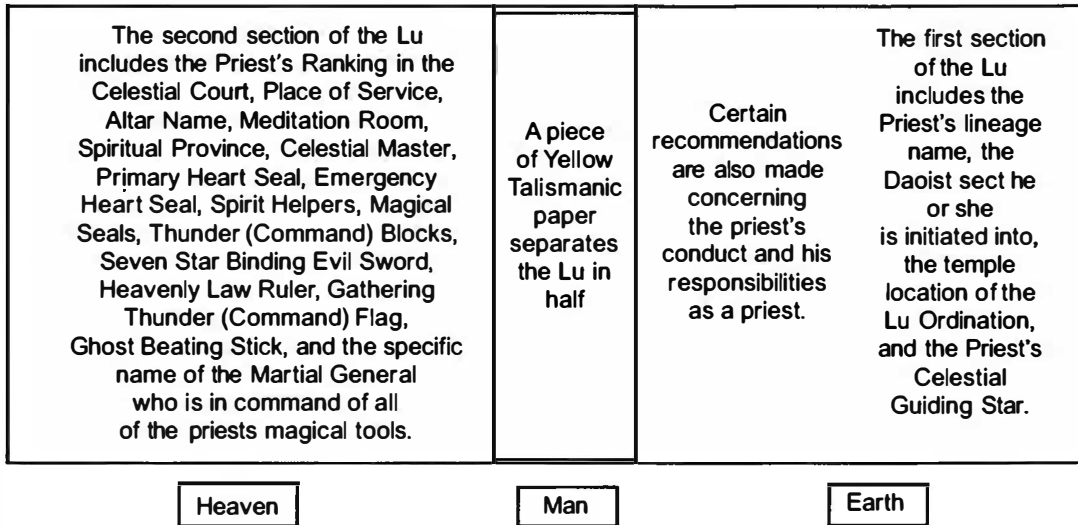 The second section of the Lu
includes the Priest's Ranking in the
Celestial Court, Place of Service,
Altar Name, Meditation Room,
Spiritual Province, Celestial Master,
Primary Heart Seal, Emergency
Heart Seal, Spirit Helpers, Magical
Seals, Thunder (Command) Blocks,
Seven Star Binding Evil Sword,
Heavenly Law Ruler, Gathering
Thunder (Command) Flag,
Ghost Beating Stick, and the specific
name of the Martial General
who is in command of all
of the priests magical tools.
A piece
of Yellow
Talismanic
paper
separates
the Lu in
half
Certain
recommendations
are also made
concerning
the priest's
conduct and his
responsibilities
as a priest.
The first section
of the Lu
includes the
Priest's lineage
name, the
Daoist sect he
or she
is initiated into,
the temple
location of the
Lu Ordination,
and the Priest's
Celestial
Guiding Star.
Heaven
Man
Earth